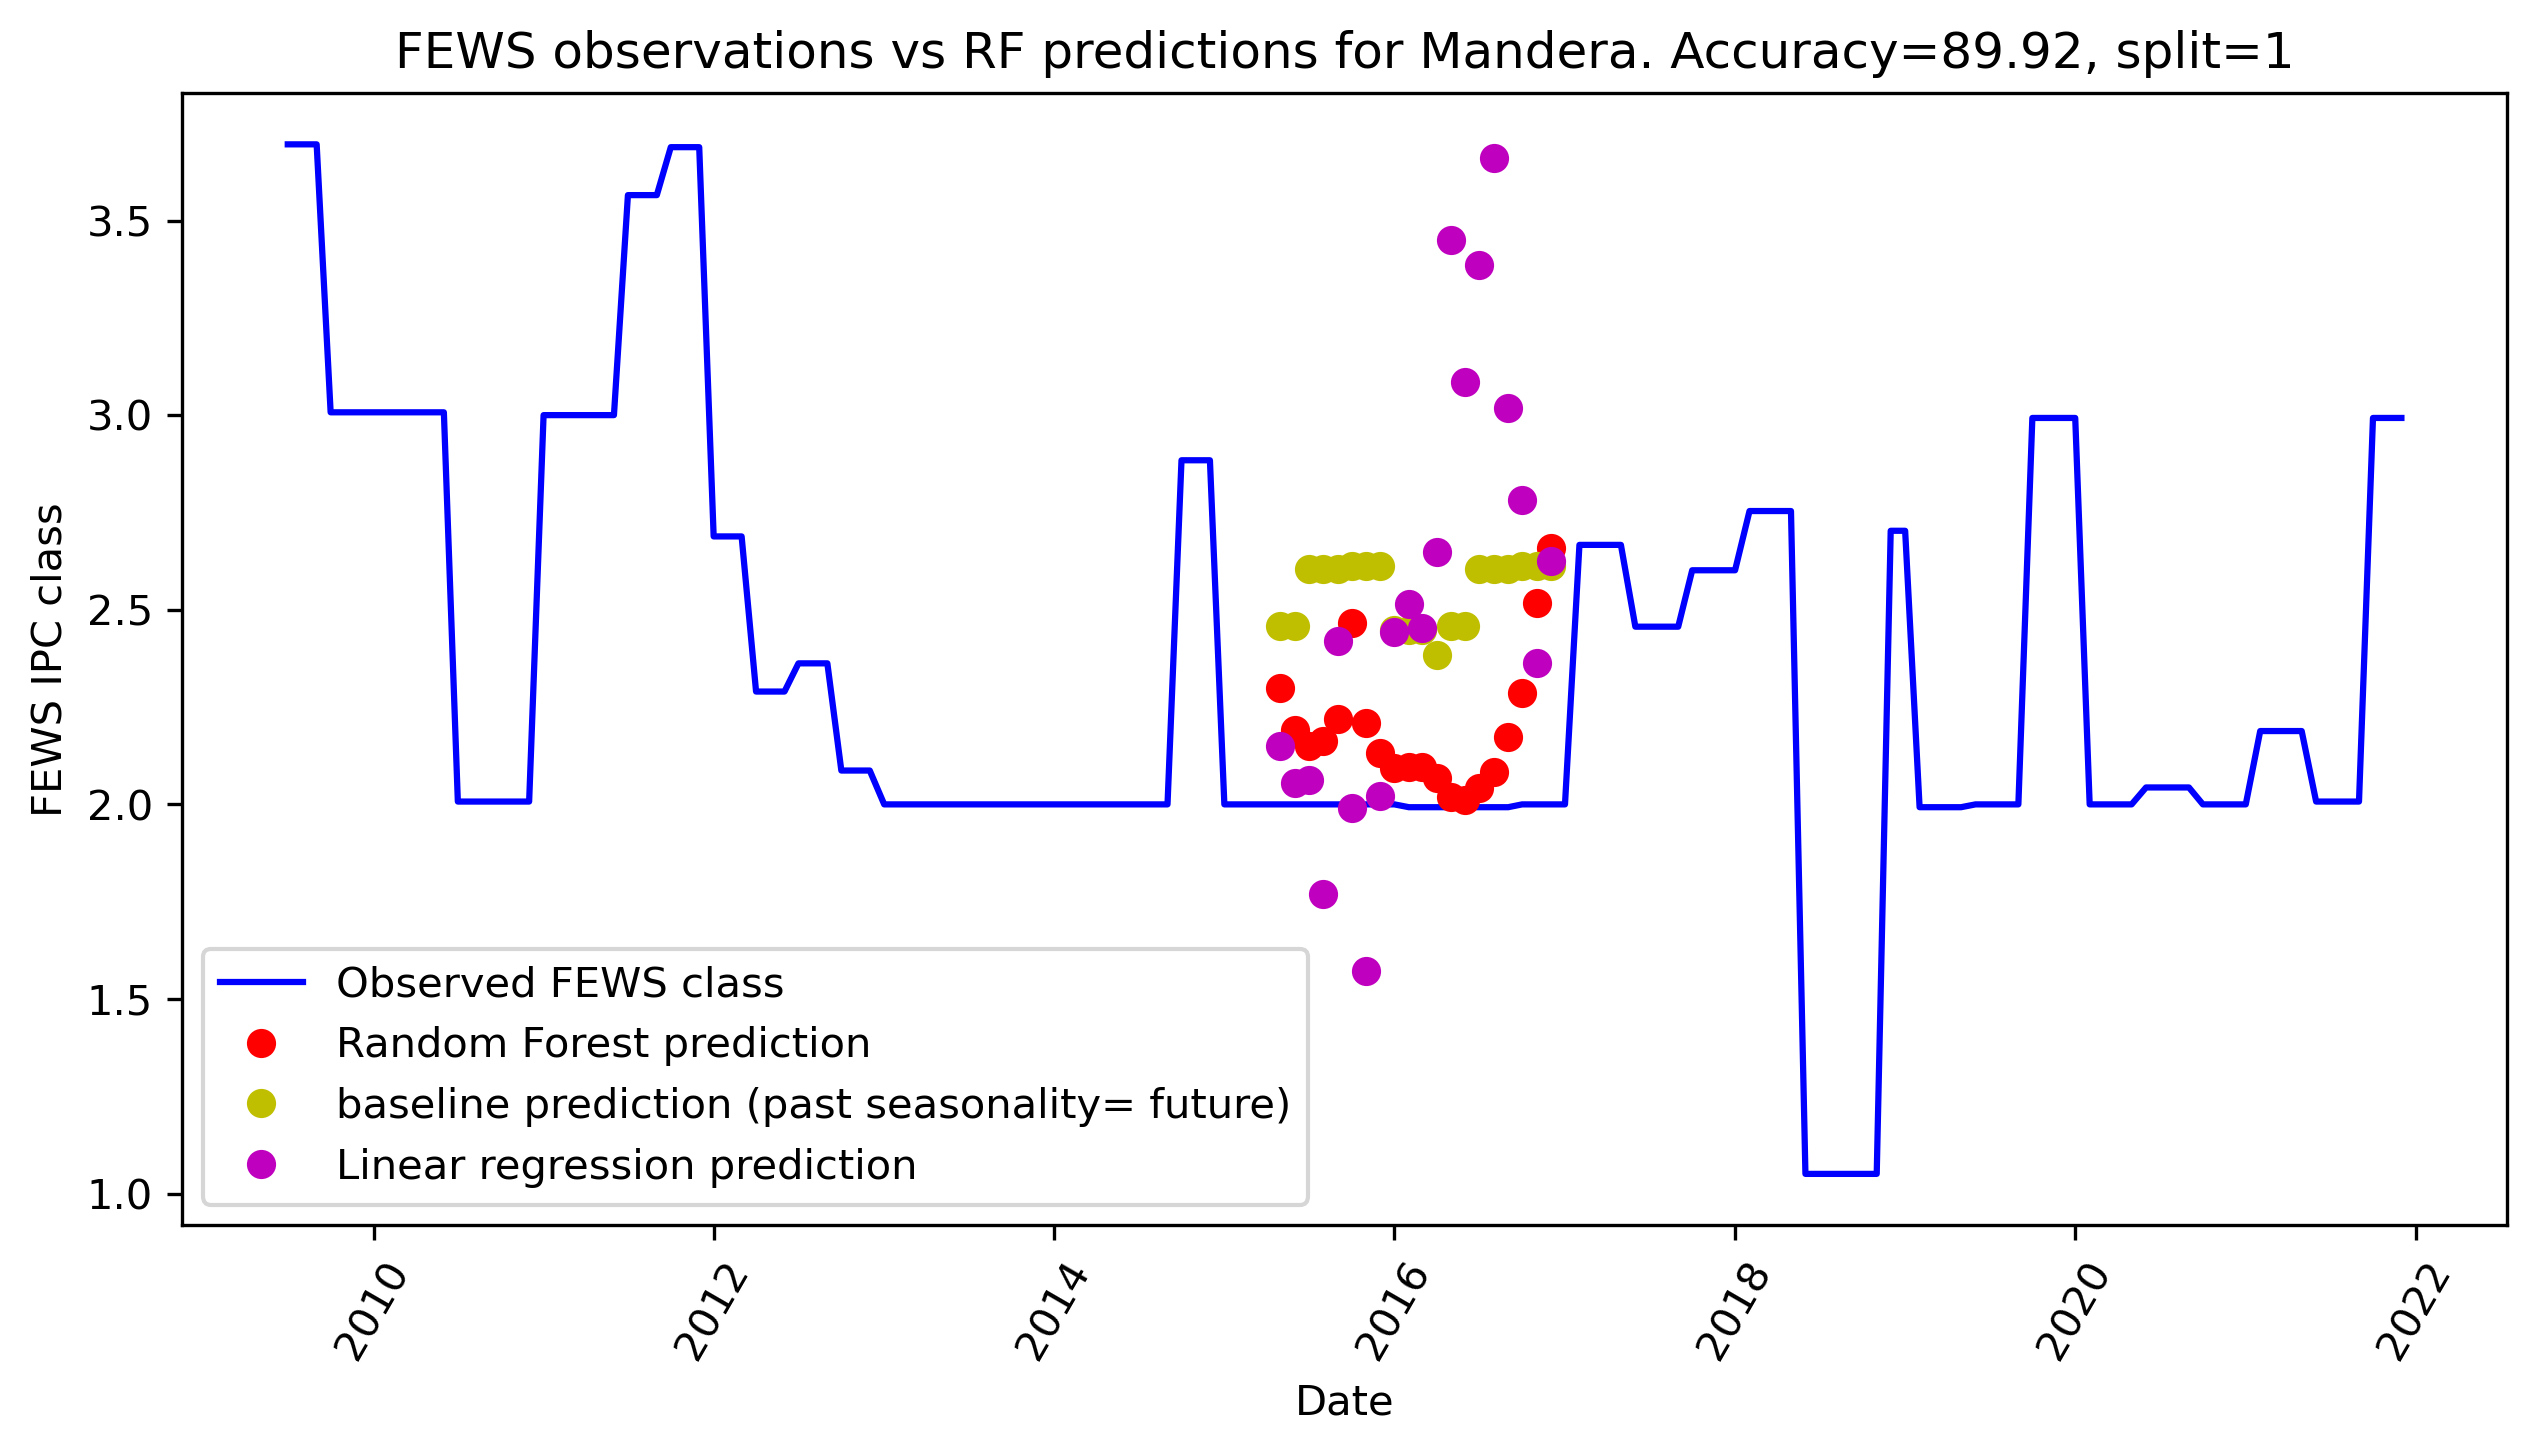 FEWS observations vs RF predictions for Mandera. Accuracy=89.92, split=1
FEWS IPC class
3.5
3.0
2.5
2.0
1.5
1.0
Observed FEWS class
Random Forest prediction
baseline prediction (past seasonality= future)
Linear regression prediction
2010
2012
2014
2016
2018
2020
2022
Date